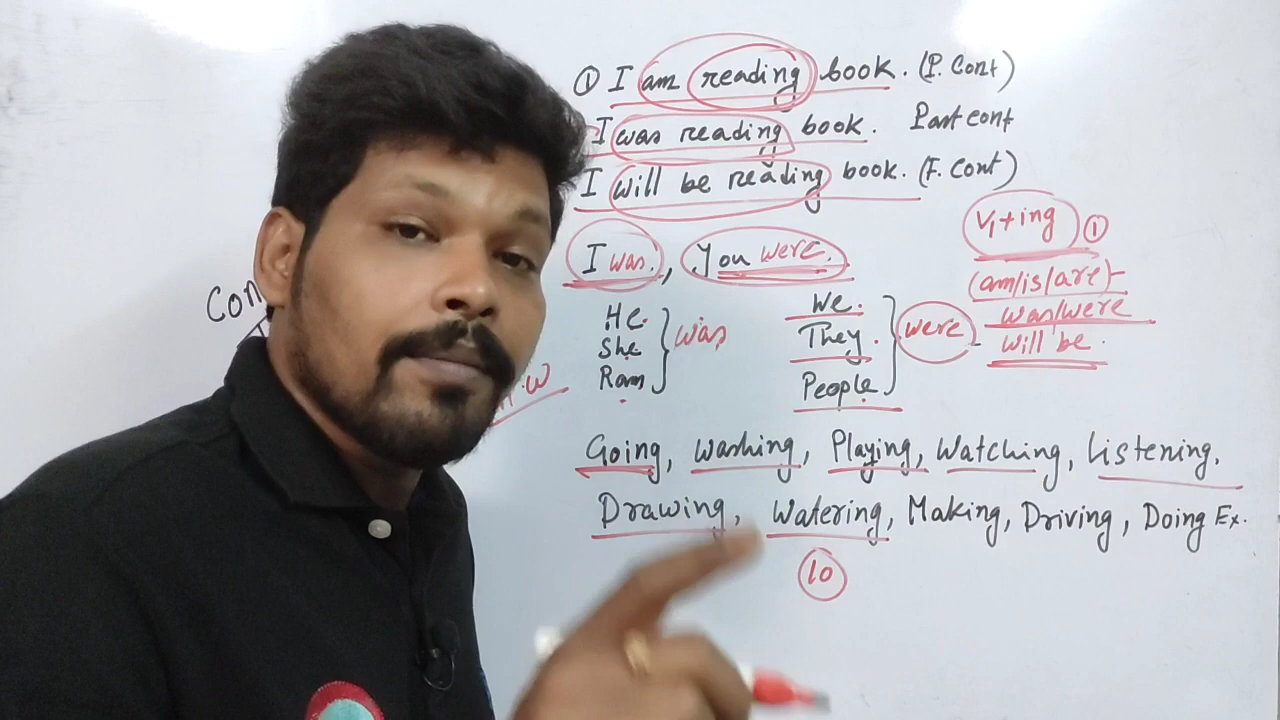 ① I am reading book. (P. Cont)
I was reading book. Past cont
I will be reading book. (F. Cont)
V1+ing ①
(am/is/are)-
was/were
will be.
I was., You were.
He.
She
Ram
was
We.
They.
People
were -
Con
Going, washing, Playing, Watching, Listening.
Drawing, Watering, Making, Driving, Doing Ex.
10